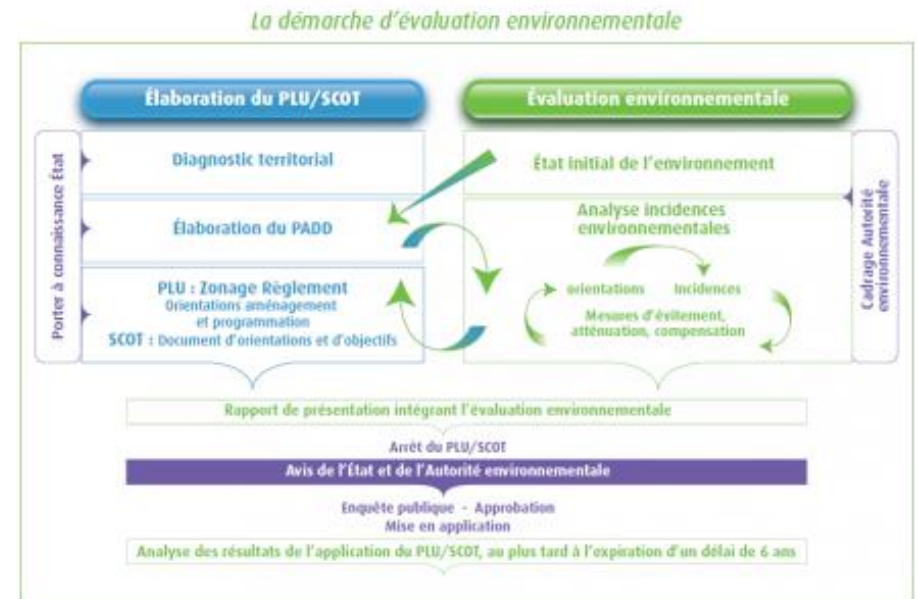 La démarche d'évaluation environnementale
Élaboration du PLU/SCOT
Évaluation environnementale
Porter à connaissance État
Diagnostic territorial
État initial de l'environnement
Élaboration du PADD
Analyse incidences
environnementales
PLU : Zonage Règlement
Orientations aménagement
et programmation
SCOT : Document d'orientations et d'objectifs
orientations
Incidences
Mesures d'évitement,
atténuation, compensation
Cadrage Autorité
environnementale
Rapport de présentation intégrant l'évaluation environnementale
Arrêt du PLU/SCOT
Avis de l'État et de l'Autorité environnementale
Enquête publique - Approbation
Mise en application
Analyse des résultats de l'application du PLU/SCOT, au plus tard à l'expiration d'un délai de 6 ans